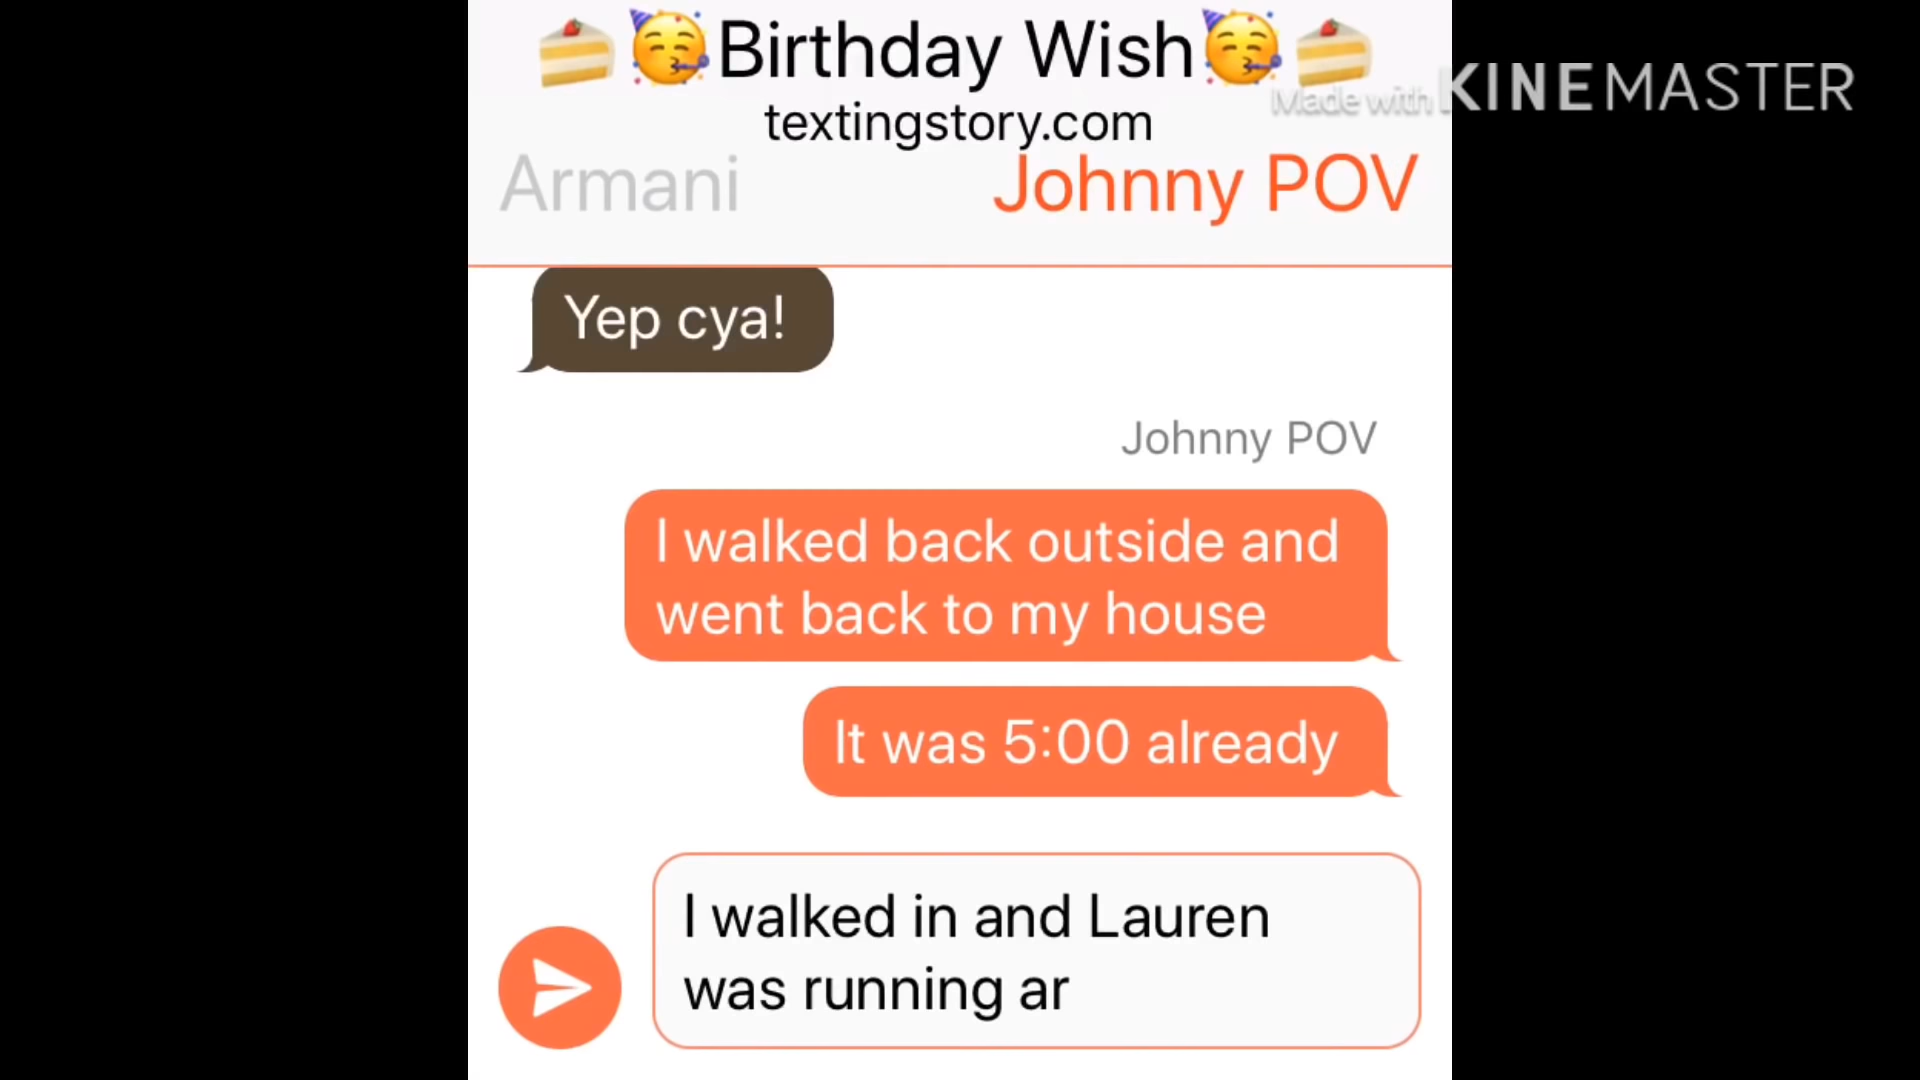 🍰🥳Birthday Wish🥳🍰
Made with KINEMASTER
textingstory.com
Armani
Johnny POV
Yep cya!
Johnny POV
I walked back outside and
went back to my house
It was 5:00 already
I walked in and Lauren
was running ar